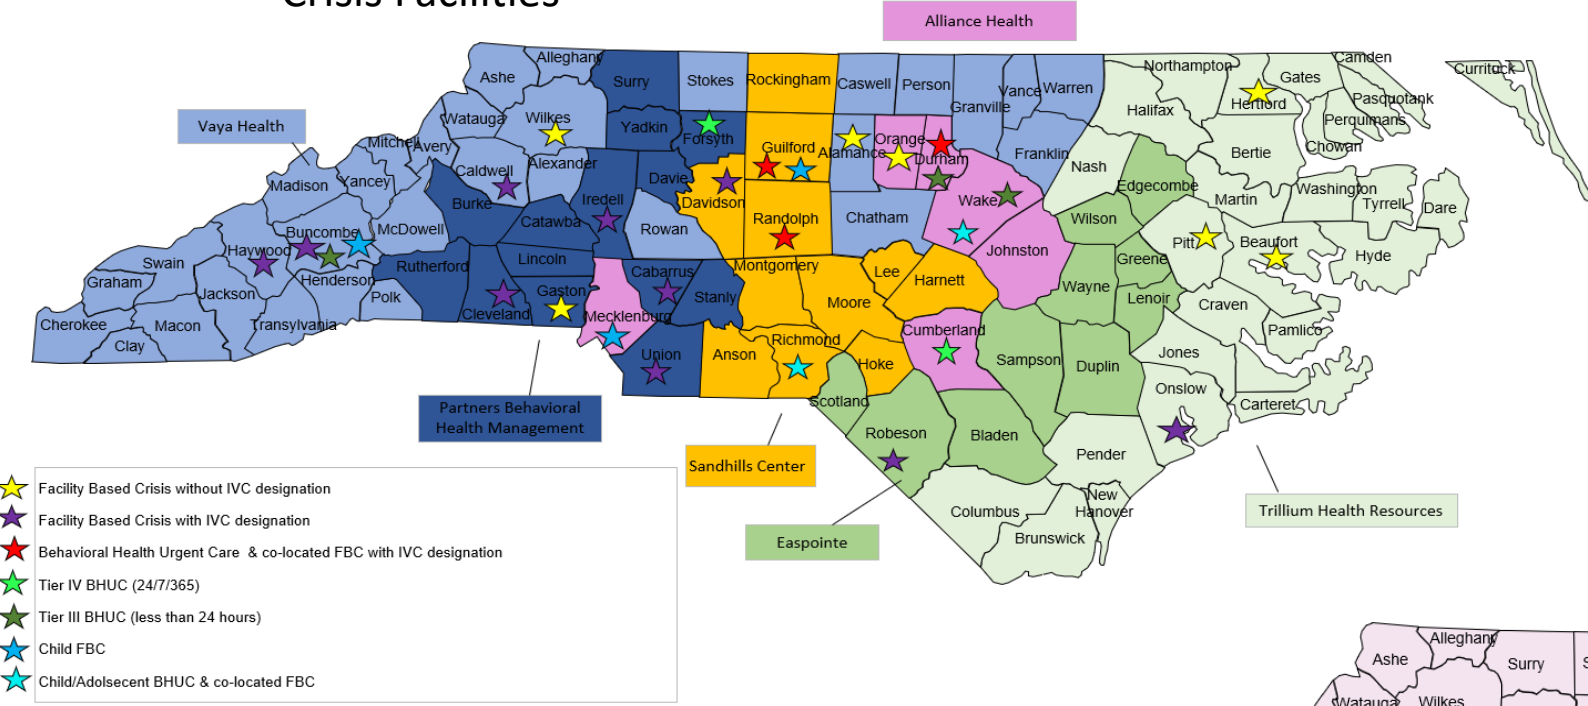 Crisis Facilities
Alliance Health
Vaya Health
Ashe
Alleghany
Surry
Stokes
Rockingham
Caswell
Person
Granville
Vance
Warren
Northampton
Gates
Camden
Currituck
Hertford
Pasquotank
Perquimans
Chowan
Halifax
Watauga
Wilkes
Yadkin
Forsyth
Guilford
Alamance
Orange
Durham
Franklin
Nash
Bertie
Mitchell
Avery
Caldwell
Alexander
Davie
Iredell
Davidson
Randolph
Chatham
Wake
Edgecombe
Martin
Washington
Tyrrell
Dare
Madison
Yancey
Burke
Catawba
Rowan
McDowell
Buncombe
Haywood
Swain
Graham
Jackson
Henderson
Rutherford
Lincoln
Polk
Cleveland
Gaston
Cabarrus
Stanly
Montgomery
Moore
Lee
Harnett
Johnston
Wilson
Greene
Pitt
Beaufort
Hyde
Wayne
Lenoir
Craven
Pamlico
Cherokee
Macon
Clay
Transylvania
Mecklenburg
Union
Anson
Richmond
Hoke
Cumberland
Sampson
Duplin
Jones
Onslow
Carteret
Scotland
Robeson
Bladen
Pender
Columbus
New
Hanover
Brunswick
Partners Behavioral
Health Management
Sandhills Center
Easpointe
Trillium Health Resources
Facility Based Crisis without IVC designation
Facility Based Crisis with IVC designation
Behavioral Health Urgent Care & co-located FBC with IVC designation
Tier IV BHUC (24/7/365)
Tier III BHUC (less than 24 hours)
Child FBC
Child/Adolsecent BHUC & co-located FBC
Ashe
Alleghany
Surry
Watauga
Wilkes